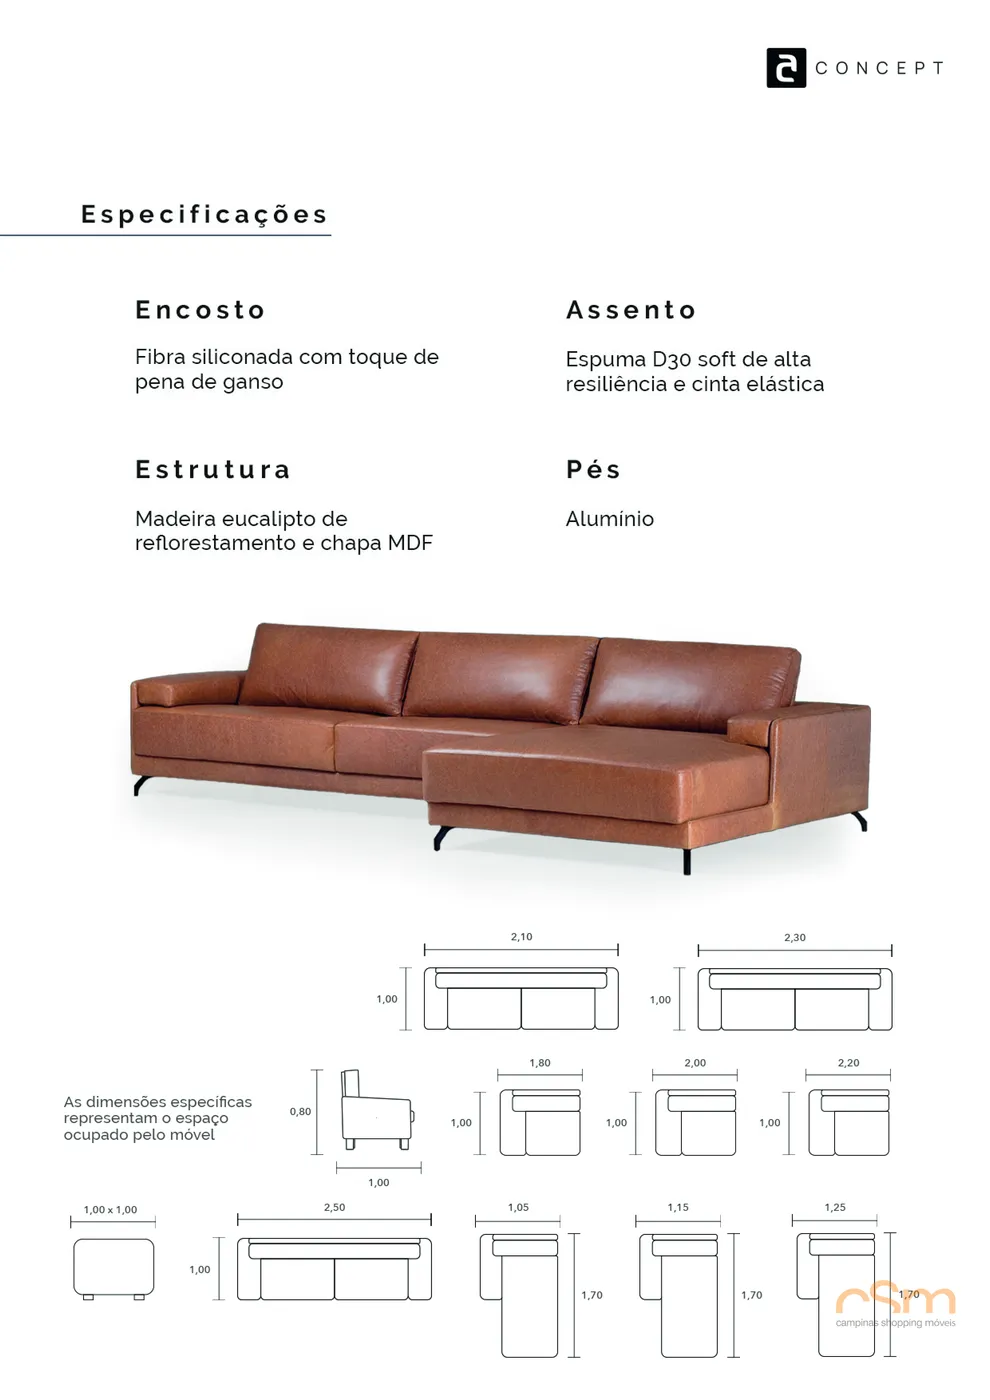 CONCEPT
Especificações
Encosto
Fibra siliconada com toque de
pena de ganso
Assento
Espuma D30 soft de alta
resiliência e cinta elástica
Estrutura
Madeira eucalipto de
reflorestamento e chapa MDF
Pés
Alumínio
2,10
1,00
2,30
1,00
As dimensões específicas
representam o espaço
ocupado pelo móvel
0,80
1,00
1,80
1,00
2,00
1,00
2,20
1,00
1,00 x 1,00
2,50
1,00
1,05
1,70
1,15
1,70
1,25
1,70
rsm
campinas shopping móveis